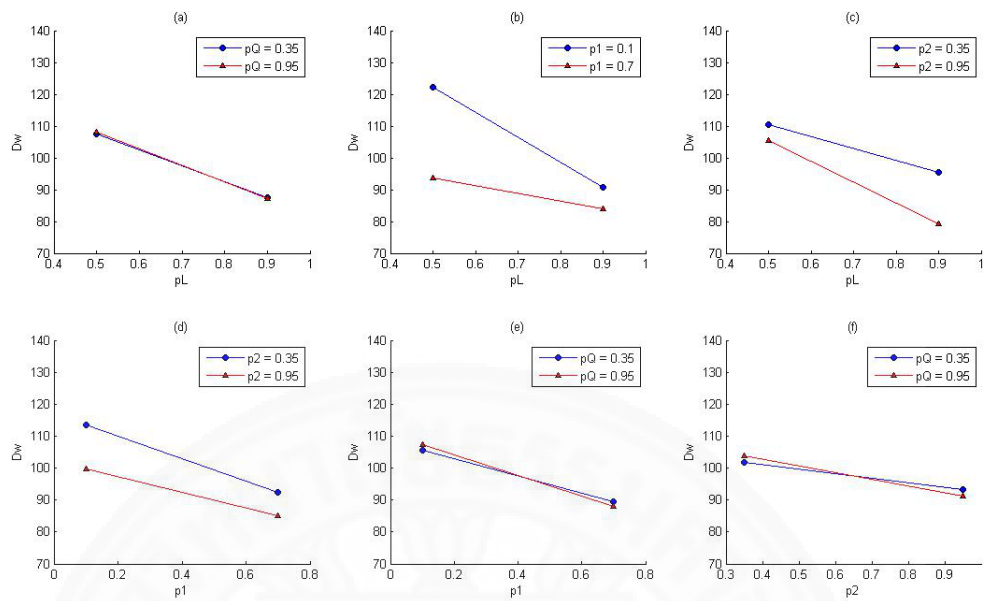 (a)
140
130
120
110
100
90
80
70
Dw
0.4 0.5 0.6 0.7 0.8 0.9 1
pL
pQ = 0.35
pQ = 0.95
(b)
140
130
120
110
100
90
80
70
Dw
0.4 0.5 0.6 0.7 0.8 0.9 1
pL
p1 = 0.1
p1 = 0.7
(c)
140
130
120
110
100
90
80
70
Dw
0.4 0.5 0.6 0.7 0.8 0.9 1
pL
p2 = 0.35
p2 = 0.95
(d)
140
130
120
110
100
90
80
70
Dw
0 0.2 0.4 0.6 0.8
p1
p2 = 0.35
p2 = 0.95
(e)
140
130
120
110
100
90
80
70
Dw
0 0.2 0.4 0.6 0.8
p1
pQ = 0.35
pQ = 0.95
(f)
140
130
120
110
100
90
80
70
Dw
0.3 0.4 0.5 0.6 0.7 0.8 0.9
p2
pQ = 0.35
pQ = 0.95